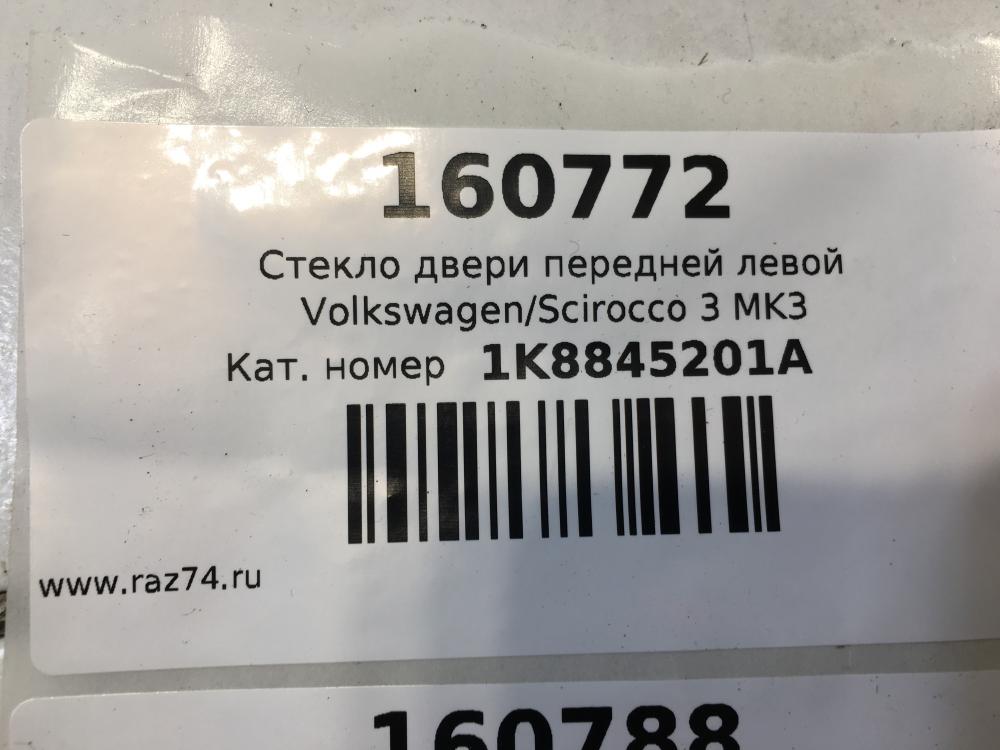 160772
Стекло двери передней левой
Volkswagen/Scirocco 3 MK3
Кат. номер 1K8845201A
www.raz74.ru
160788